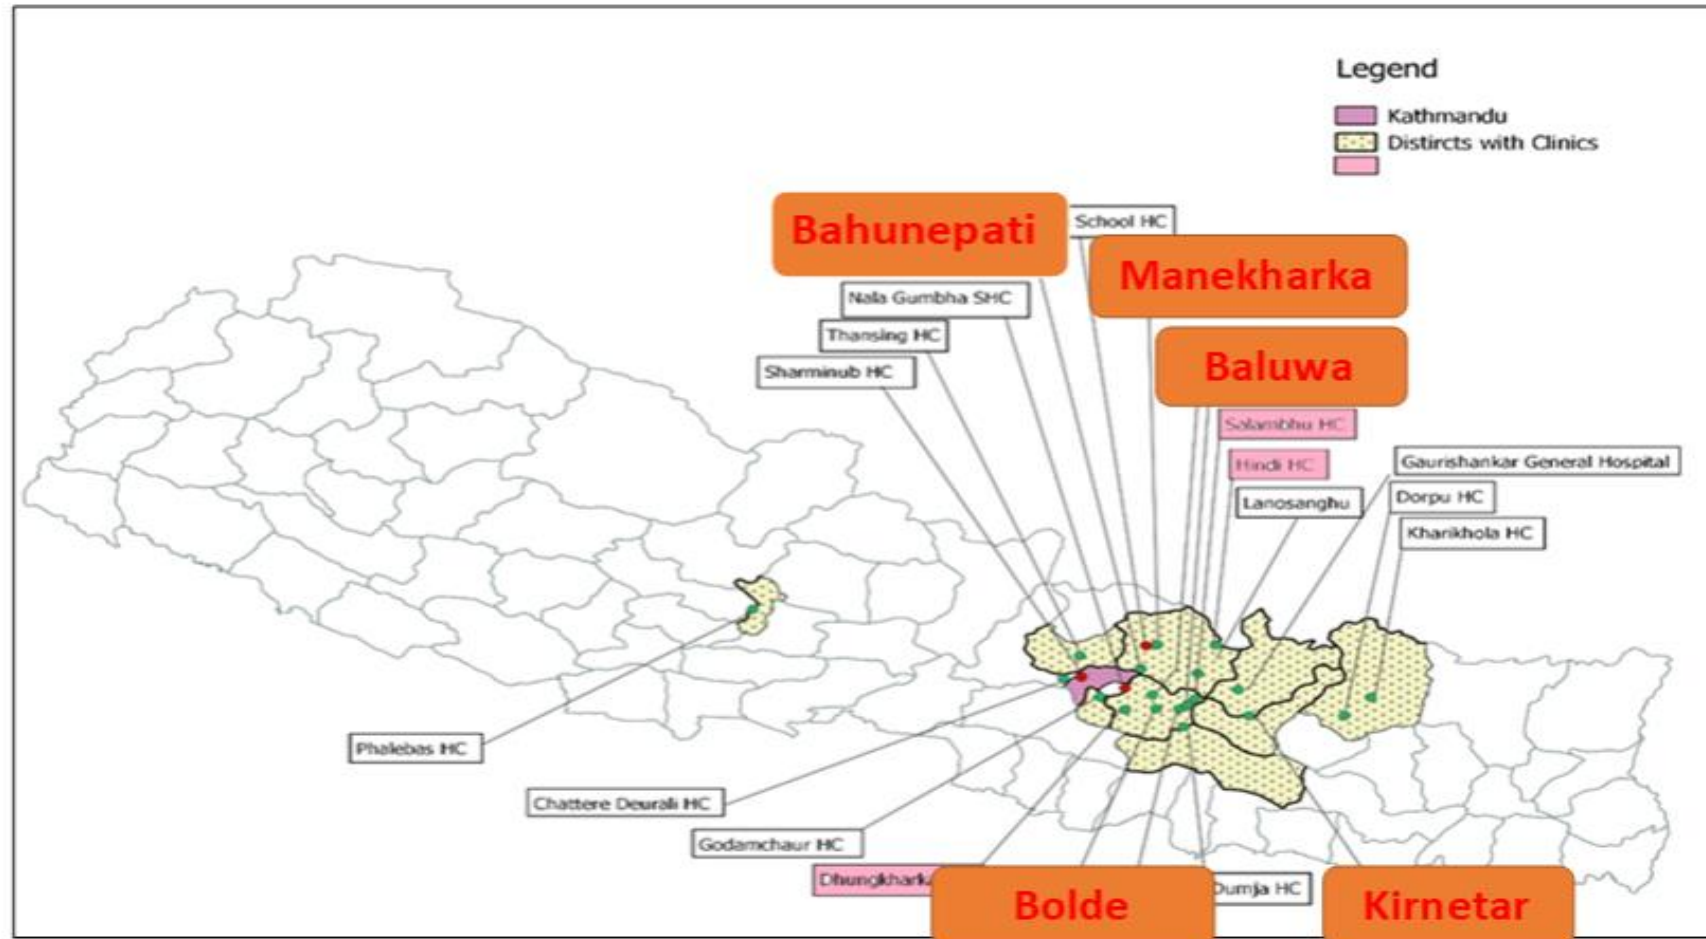 Legend
Kathmandu
Distircts with Clinics
Bahunepati
School HC
Manekharka
Nala Gumbha SHC
Thansing HC
Baluwa
Sharminub HC
Salambhu HC
Hindi HC
Gaurishankar General Hospital
Lanosanghu
Dorpu HC
Kharikhola HC
Phalebas HC
Chattere Deurali HC
Godamchaur HC
Dhungkharka
Bolde
Dumja HC
Kirnetar